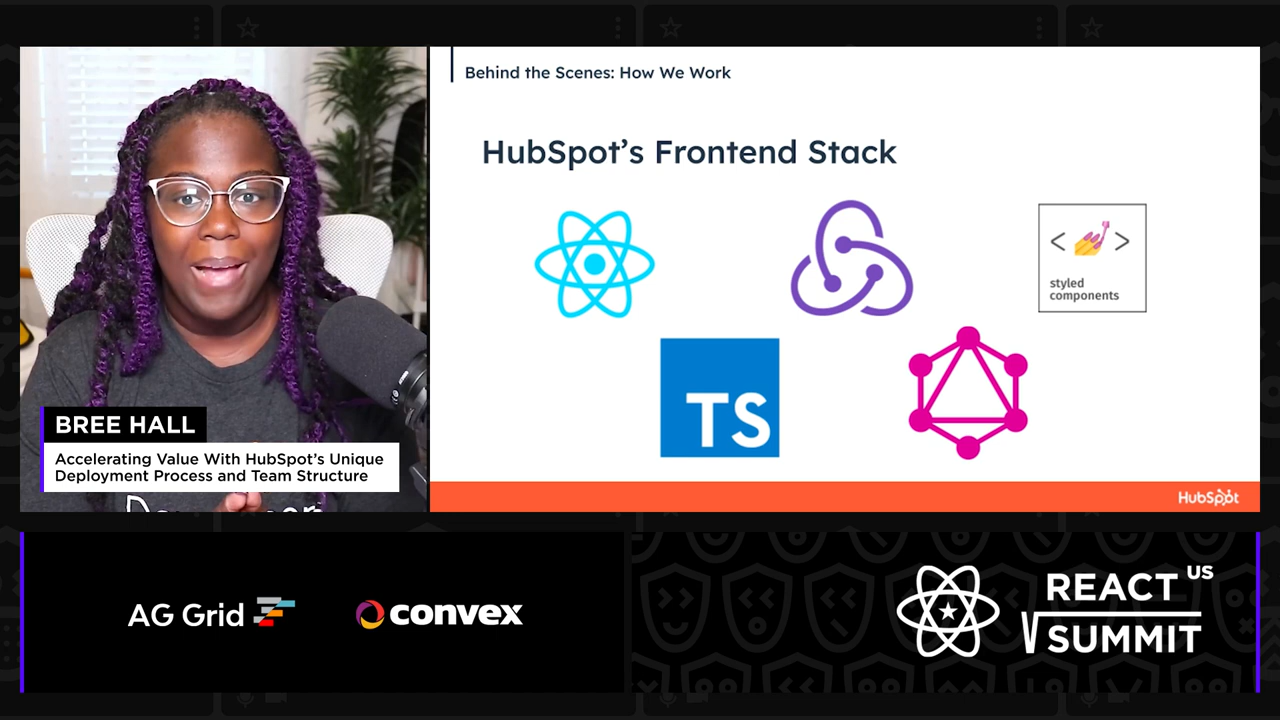 Behind the Scenes: How We Work
HubSpot's Frontend Stack
< >
styled
components
TS
BREE HALL
Accelerating Value With HubSpot's Unique
Deployment Process and Team Structure
HubSpot
AG Grid
convex
REACT US
SUMMIT